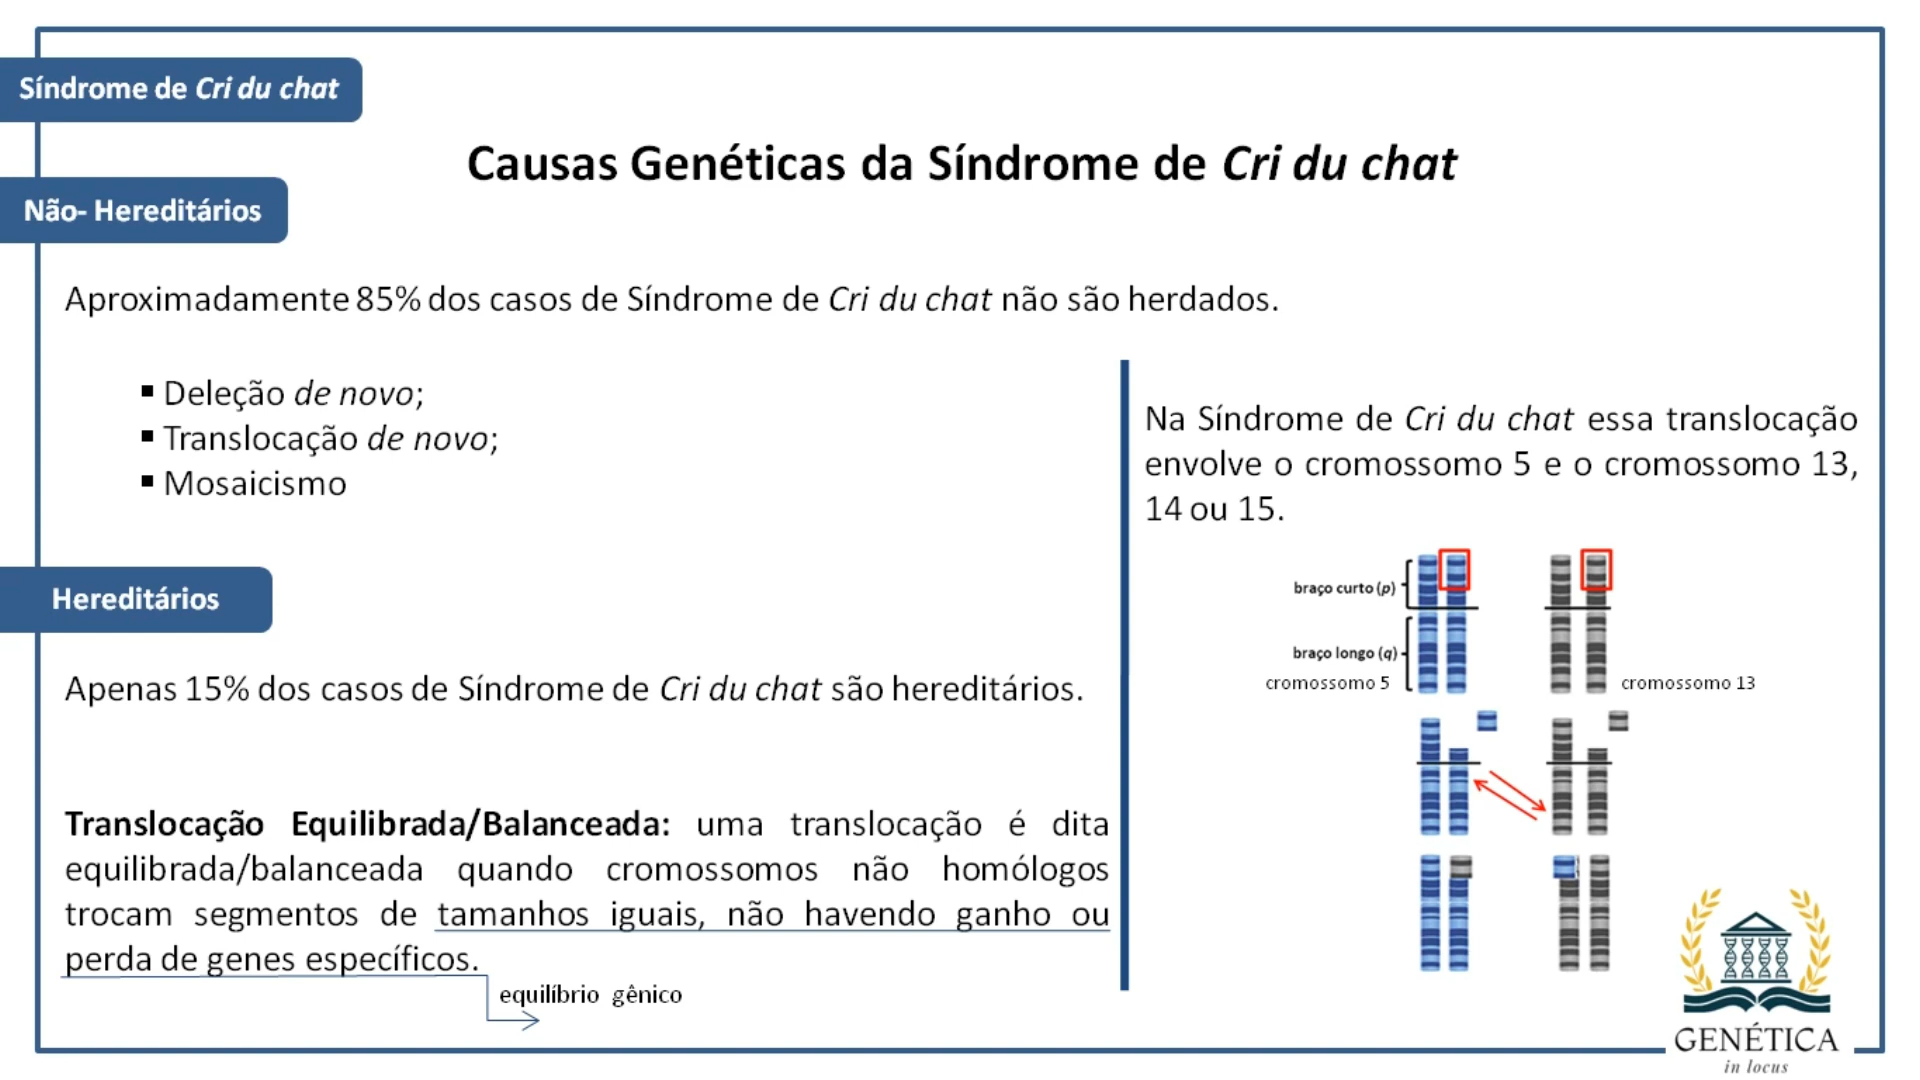 Síndrome de Cri du chat
Causas Genéticas da Síndrome de Cri du chat
Não- Hereditários
Aproximadamente 85% dos casos de Síndrome de Cri du chat não são herdados.
▪ Deleção de novo;
▪ Translocação de novo;
▪ Mosaicismo
Hereditários
Apenas 15% dos casos de Síndrome de Cri du chat são hereditários.
Translocação Equilibrada/Balanceada: uma translocação é dita
equilibrada/balanceada quando cromossomos não homólogos
trocam segmentos de tamanhos iguais, não havendo ganho ou
perda de genes específicos.
equilíbrio gênico
Na Síndrome de Cri du chat essa translocação
envolve o cromossomo 5 e o cromossomo 13,
14 ou 15.
braço curto (p)
braço longo (q)
cromossomo 5
cromossomo 13
GENÉTICA
in locus